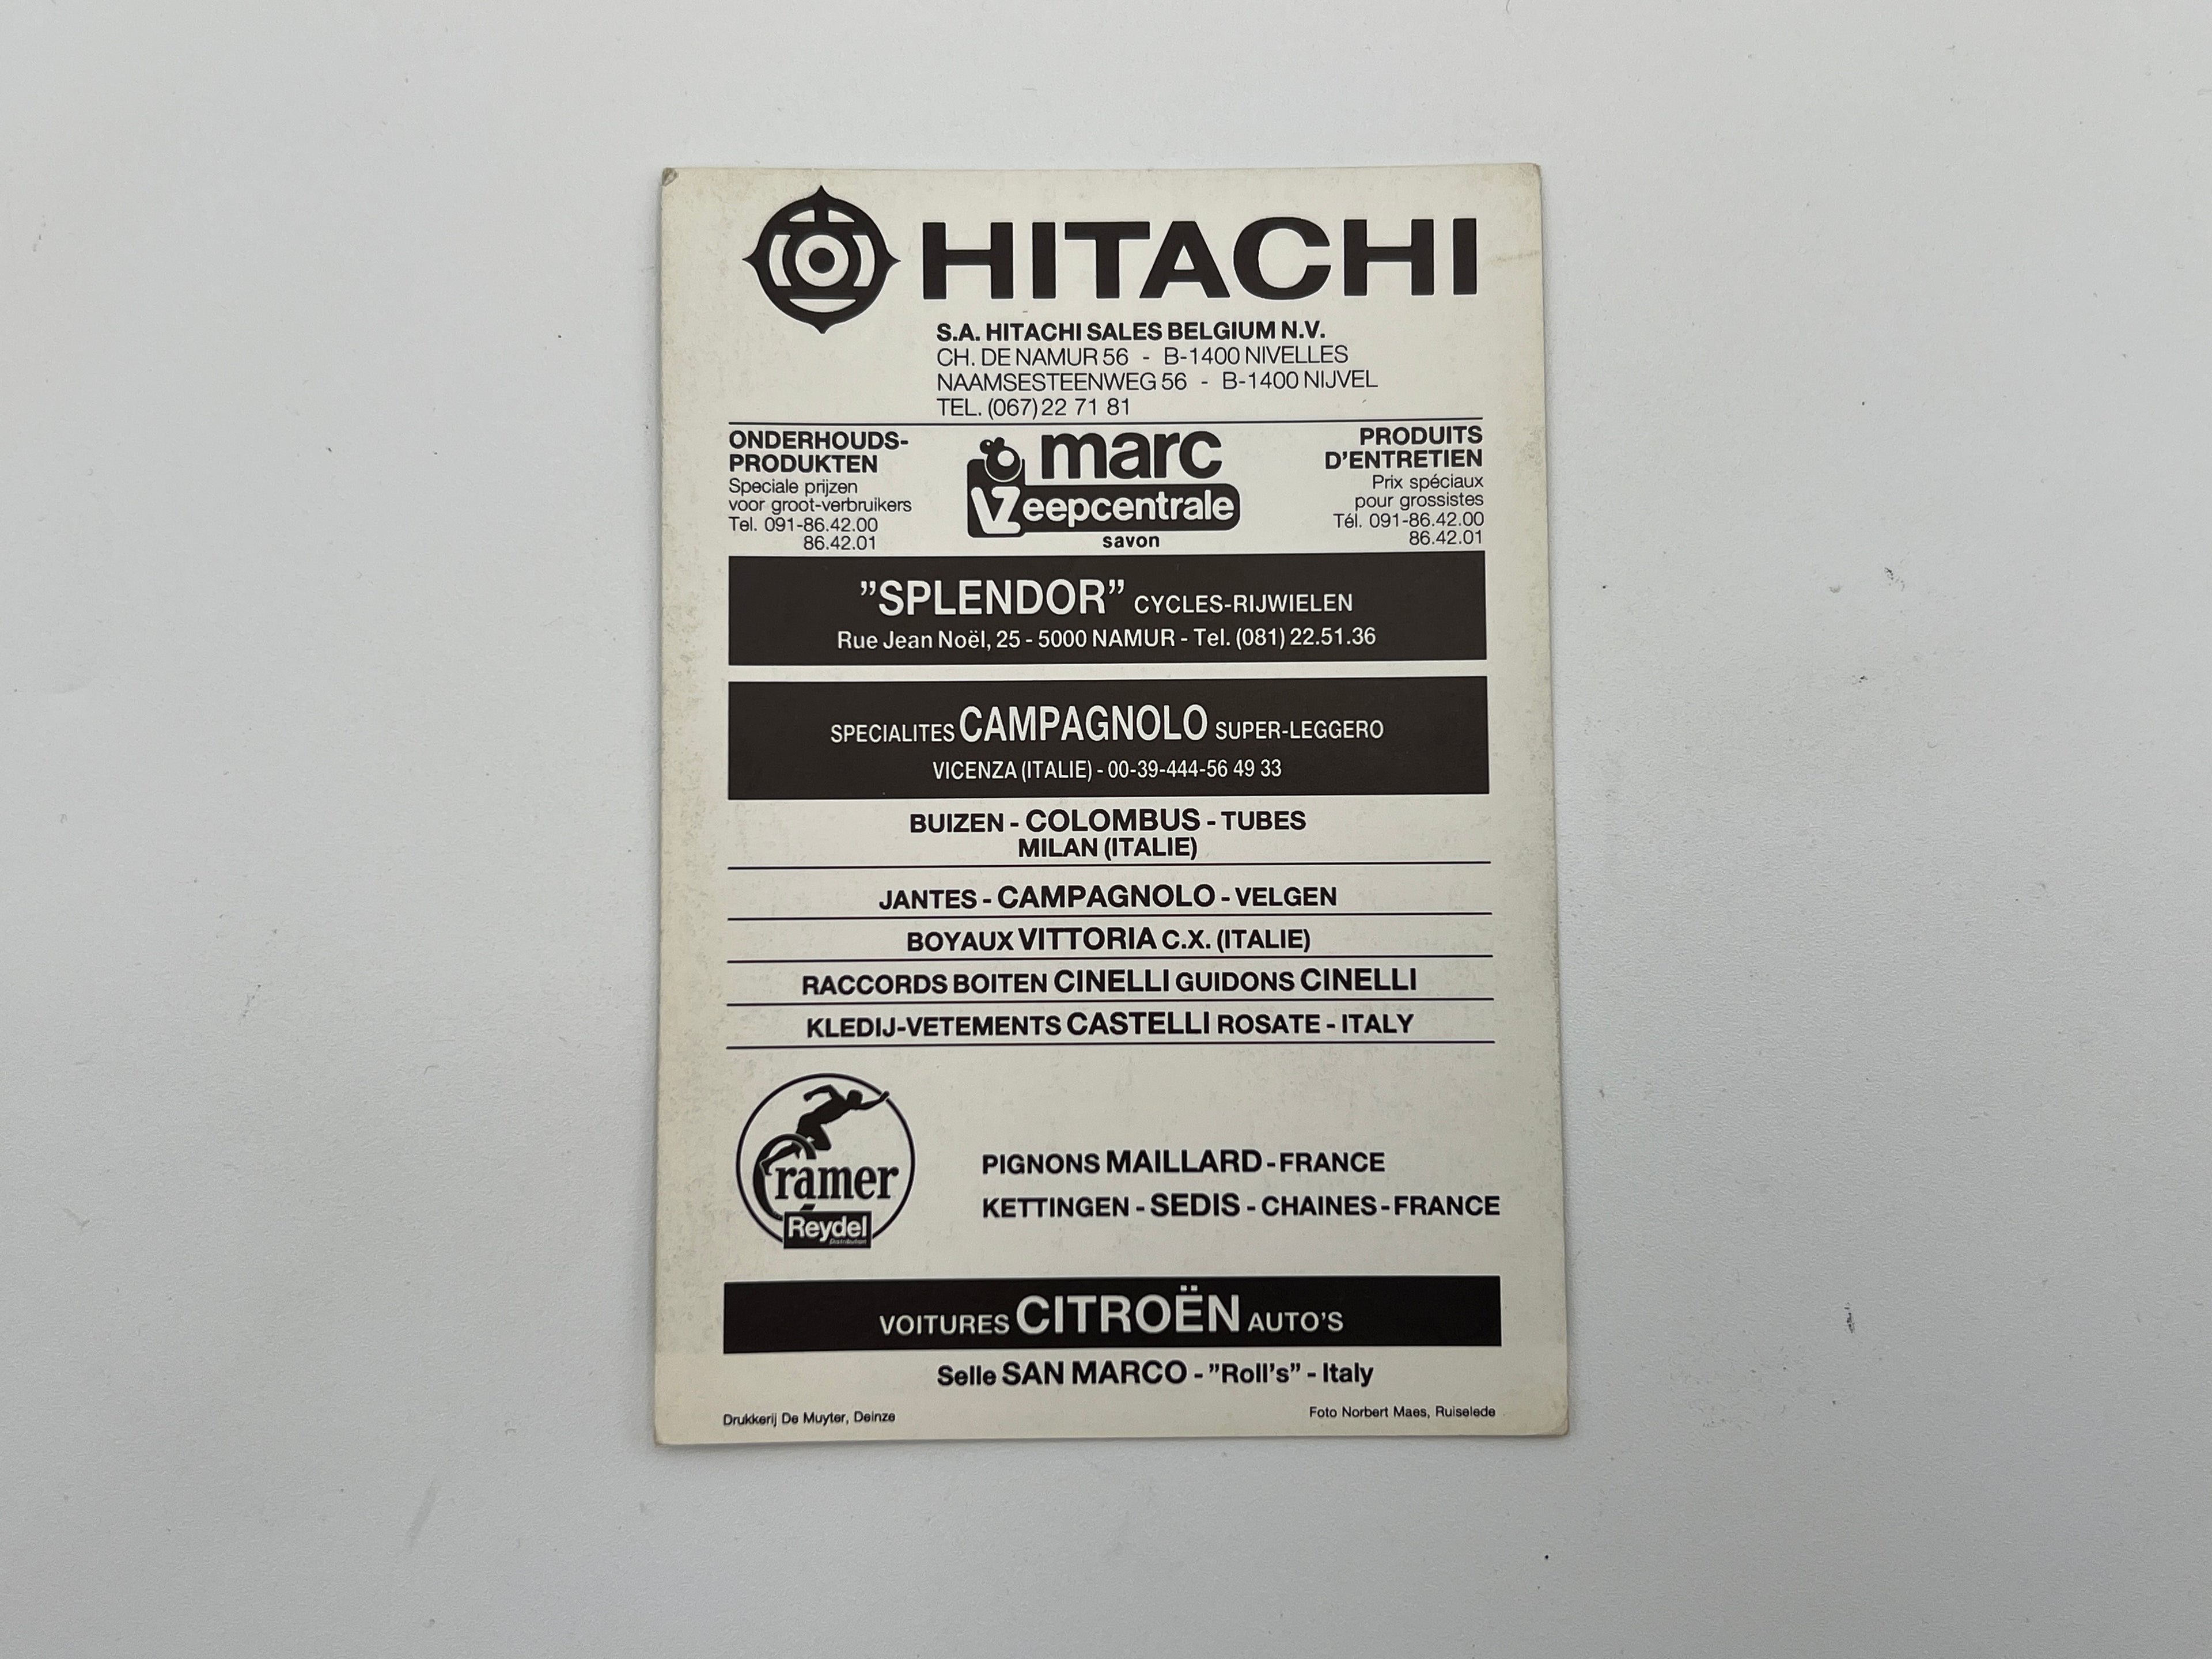 HITACHI
S.A. HITACHI SALES BELGIUM N.V.
CH. DE NAMUR 56 - B-1400 NIVELLES
NAAMSESTEENWEG 56 - B-1400 NIJVEL
TEL. (067) 22 71 81
ONDERHOUDS-
PRODUKTEN
Speciale prijzen
voor groot-verbruikers
Tel. 091-86.42.00
86.42.01
marc
VZeepcentrale
savon
PRODUITS
D'ENTRETIEN
Prix spéciaux
pour grossistes
Tél. 091-86.42.00
86.42.01
"SPLENDOR" CYCLES-RIJWIELEN
Rue Jean Noël, 25 - 5000 NAMUR - Tel. (081) 22.51.36
SPECIALITES CAMPAGNOLO SUPER-LEGGERO
VICENZA (ITALIE) - 00-39-444-56 49 33
BUIZEN - COLOMBUS - TUBES
MILAN (ITALIE)
JANTES - CAMPAGNOLO - VELGEN
BOYAUX VITTORIA C.X. (ITALIE)
RACCORDS BOITEN CINELLI GUIDONS CINELLI
KLEDIJ-VETEMENTS CASTELLI ROSATE - ITALY
Cramer
Reydel
Distribution
PIGNONS MAILLARD - FRANCE
KETTINGEN - SEDIS - CHAINES - FRANCE
VOITURES CITROËN AUTO'S
Selle SAN MARCO - "Roll's" - Italy
Drukkerij De Muyter, Deinze
Foto Norbert Maes, Ruiselede